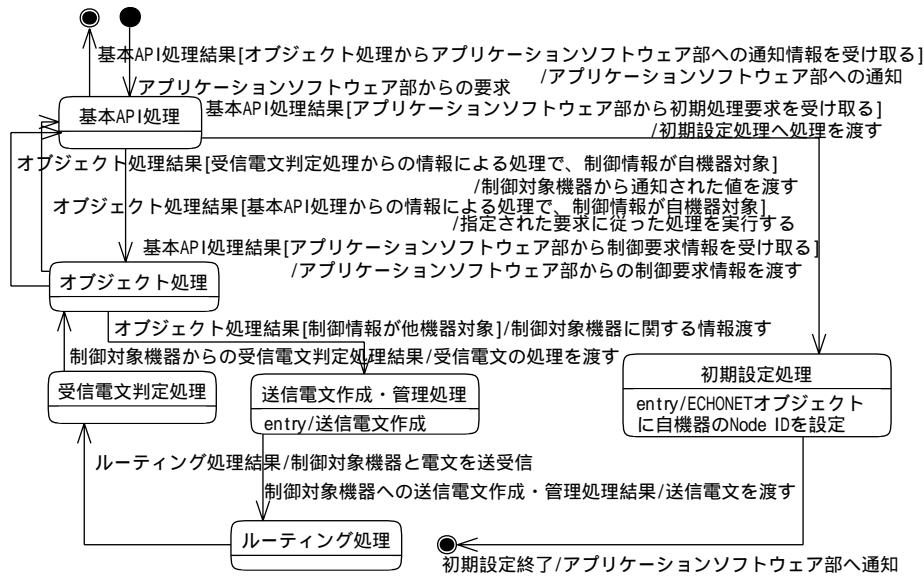 基本API処理結果[オブジェクト処理からアプリケーションソフトウェア部への通知情報を受け取る]
/アプリケーションソフトウェア部への通知
アプリケーションソフトウェア部からの要求
基本API処理
基本API処理結果[アプリケーションソフトウェア部から初期処理要求を受け取る]
/初期設定処理へ処理を渡す
オブジェクト処理結果[受信電文判定処理からの情報による処理で、制御情報が自機器対象]
/制御対象機器から通知された値を渡す
オブジェクト処理結果[基本API処理からの情報による処理で、制御情報が自機器対象]
/指定された要求に従った処理を実行する
基本API処理結果[アプリケーションソフトウェア部から制御要求情報を受け取る]
/アプリケーションソフトウェア部からの制御要求情報を渡す
オブジェクト処理
オブジェクト処理結果[制御情報が他機器対象]/制御対象機器に関する情報渡す
制御対象機器からの受信電文判定処理結果/受信電文の処理を渡す
受信電文判定処理
送信電文作成・管理処理
entry/送信電文作成
初期設定処理
entry/ECHONETオブジェクト
に自機器のNode IDを設定
ルーティング処理結果/制御対象機器と電文を送受信
制御対象機器への送信電文作成・管理処理結果/送信電文を渡す
ルーティング処理
初期設定終了/アプリケーションソフトウェア部へ通知